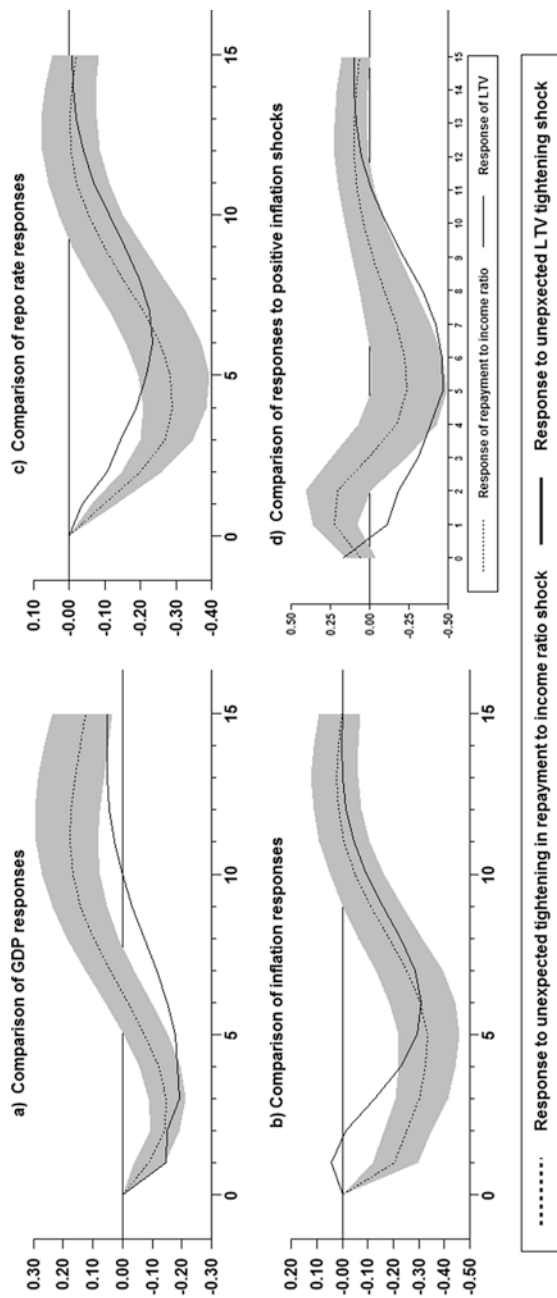 a) Comparison of GDP responses
0.30
0.20
0.10
0.00
-0.10
-0.20
-0.30
0 5 10 15
c) Comparison of repo rate responses
0.10
-0.00
-0.10
-0.20
-0.30
-0.40
0 5 10 15
b) Comparison of inflation responses
0.20
0.10
-0.00
-0.10
-0.20
-0.30
-0.40
-0.50
0 5 10 15
d) Comparison of responses to positive inflation shocks
0.50
0.25
0.00
-0.25
-0.50
0 1 2 3 4 5 6 7 8 9 10 11 12 13 14 15
Response of repayment to income ratio Response of LTV
Response to unexpected tightening in repayment to income ratio shock Response to unepxected LTV tightening shock